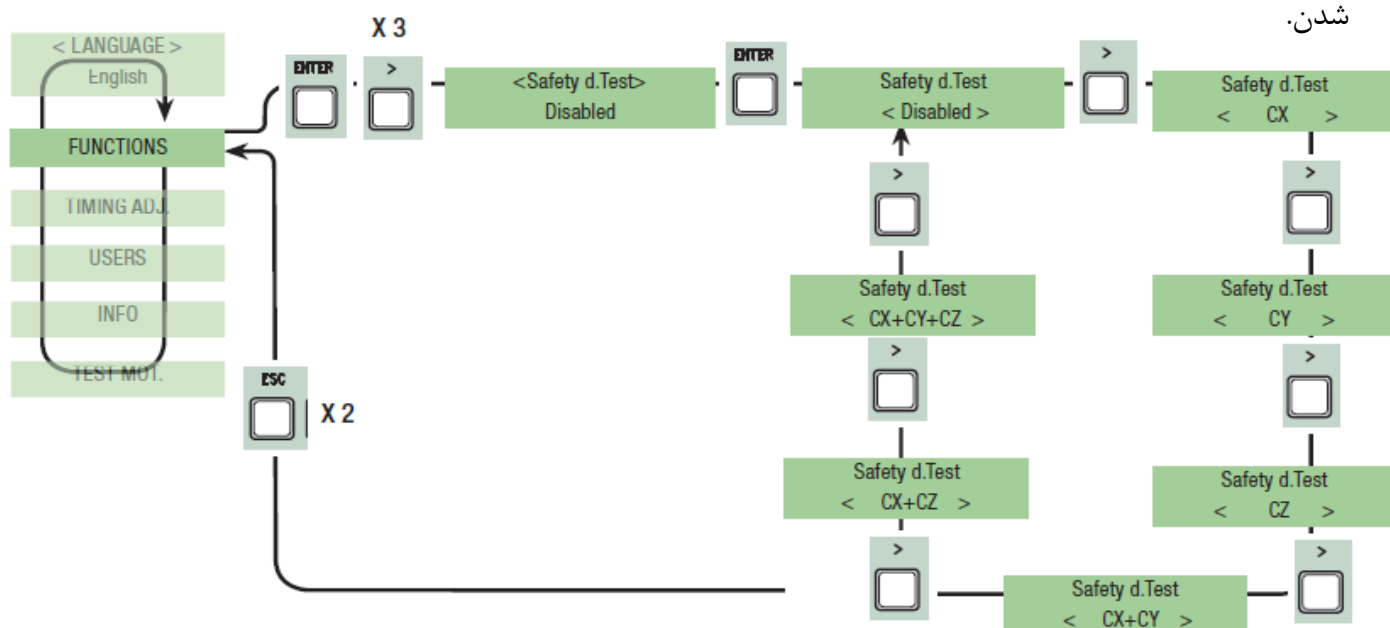 شدن.
X 3
< LANGUAGE >
English
ENTER
>
<Safety d.Test>
Disabled
ENTER
Safety d.Test
< Disabled >
>
Safety d.Test
< CX >
FUNCTIONS
>
>
TIMING ADJ.
USERS
INFO
TEST MOT.
Safety d.Test
< CX+CY+CZ >
Safety d.Test
< CY >
>
>
ESC
X 2
Safety d.Test
< CX+CZ >
Safety d.Test
< CZ >
>
>
Safety d.Test
< CX+CY >